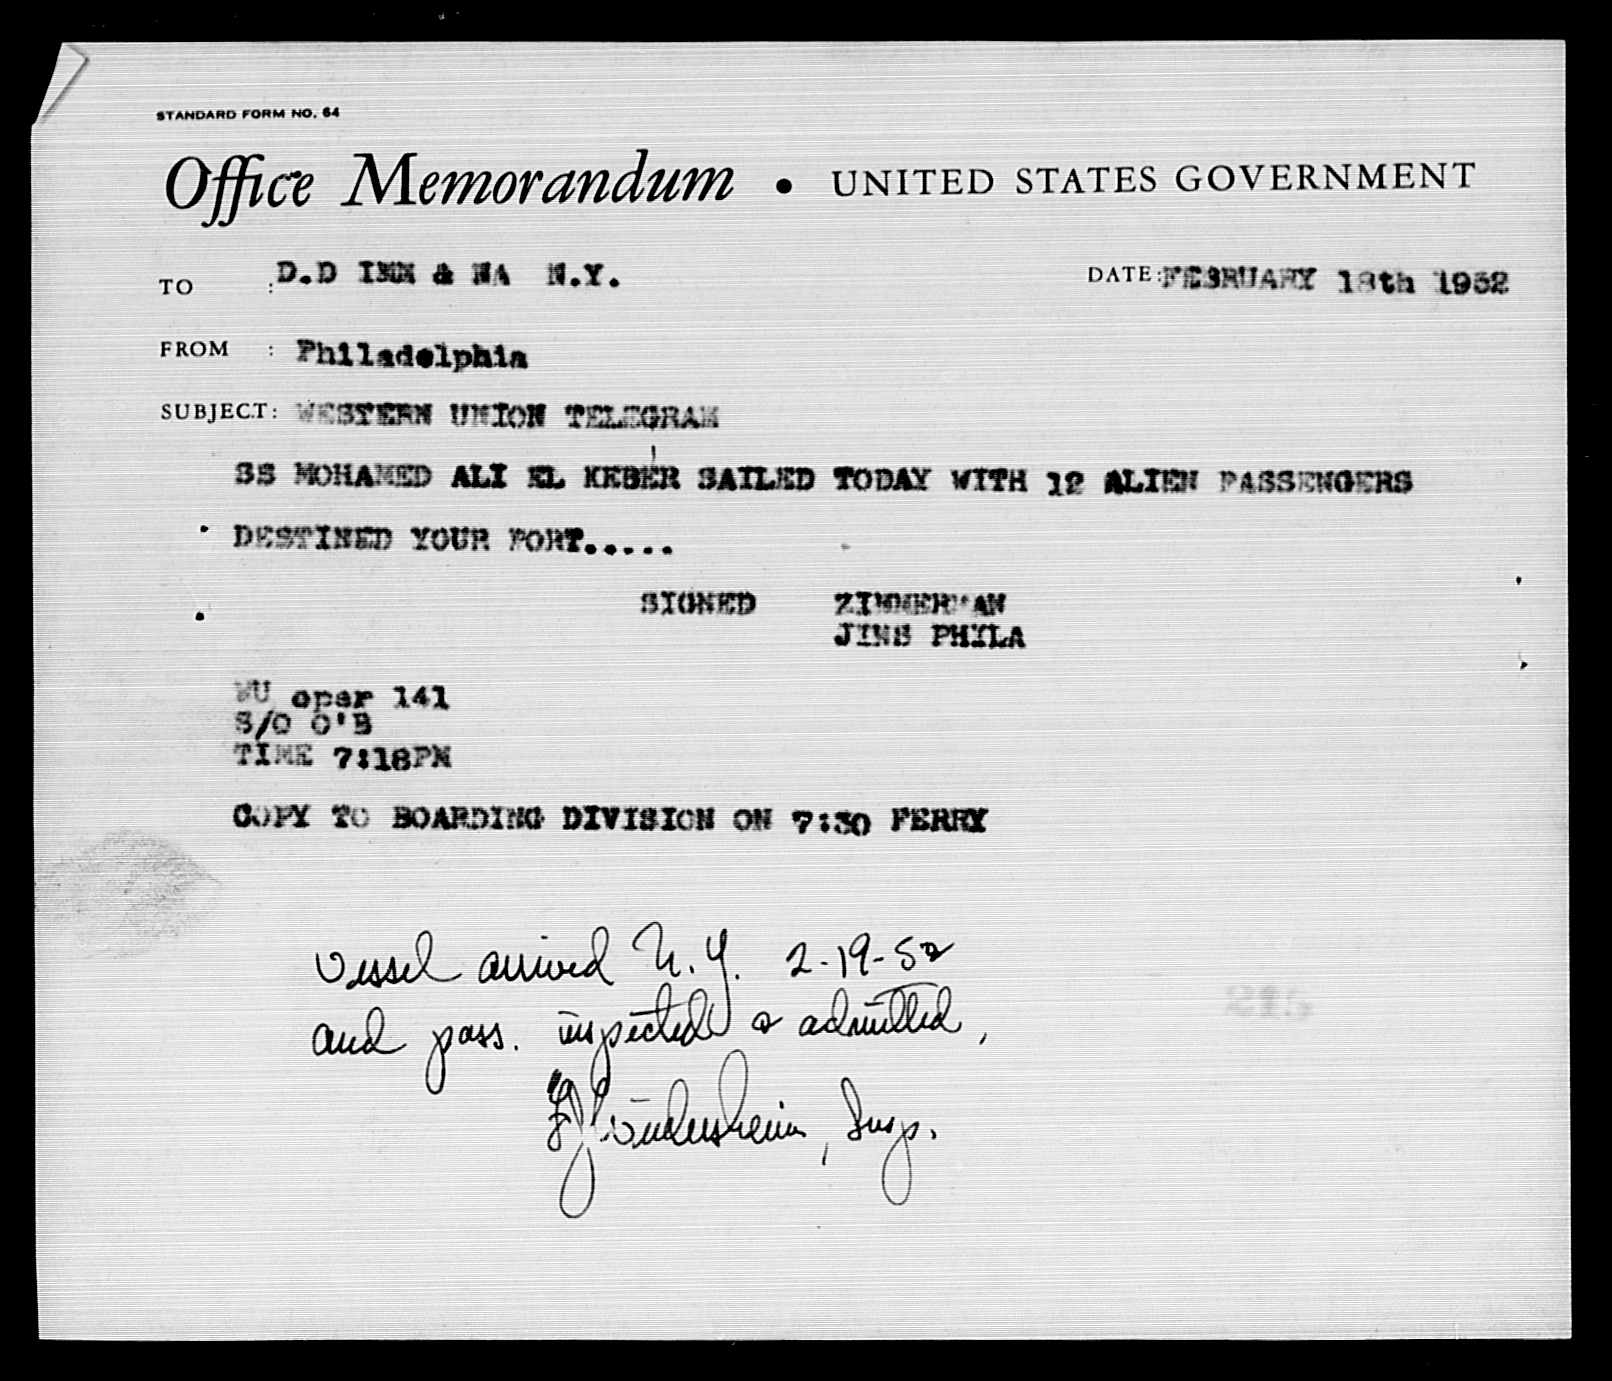 STANDARD FORM NO. 64
Office Memorandum • UNITED STATES GOVERNMENT
TO : D.D IMM & NA N.Y. DATE: FEBRUARY 18th 1952
FROM : Philadelphia
SUBJECT: WESTERN UNION TELEGRAM
SS MOHAMED ALI EL KEBER SAILED TODAY WITH 12 ALIEN PASSENGERS
DESTINED YOUR PORT.....
SIGNED ZIMMERMAN
JINS PHILA
WU oper 141
S/O O'B
TIME 7:18PM
COPY TO BOARDING DIVISION ON 7:30 FERRY
Vessel arrived N.Y. 2-19-52
and pass. inspected & admitted,
, Insp.